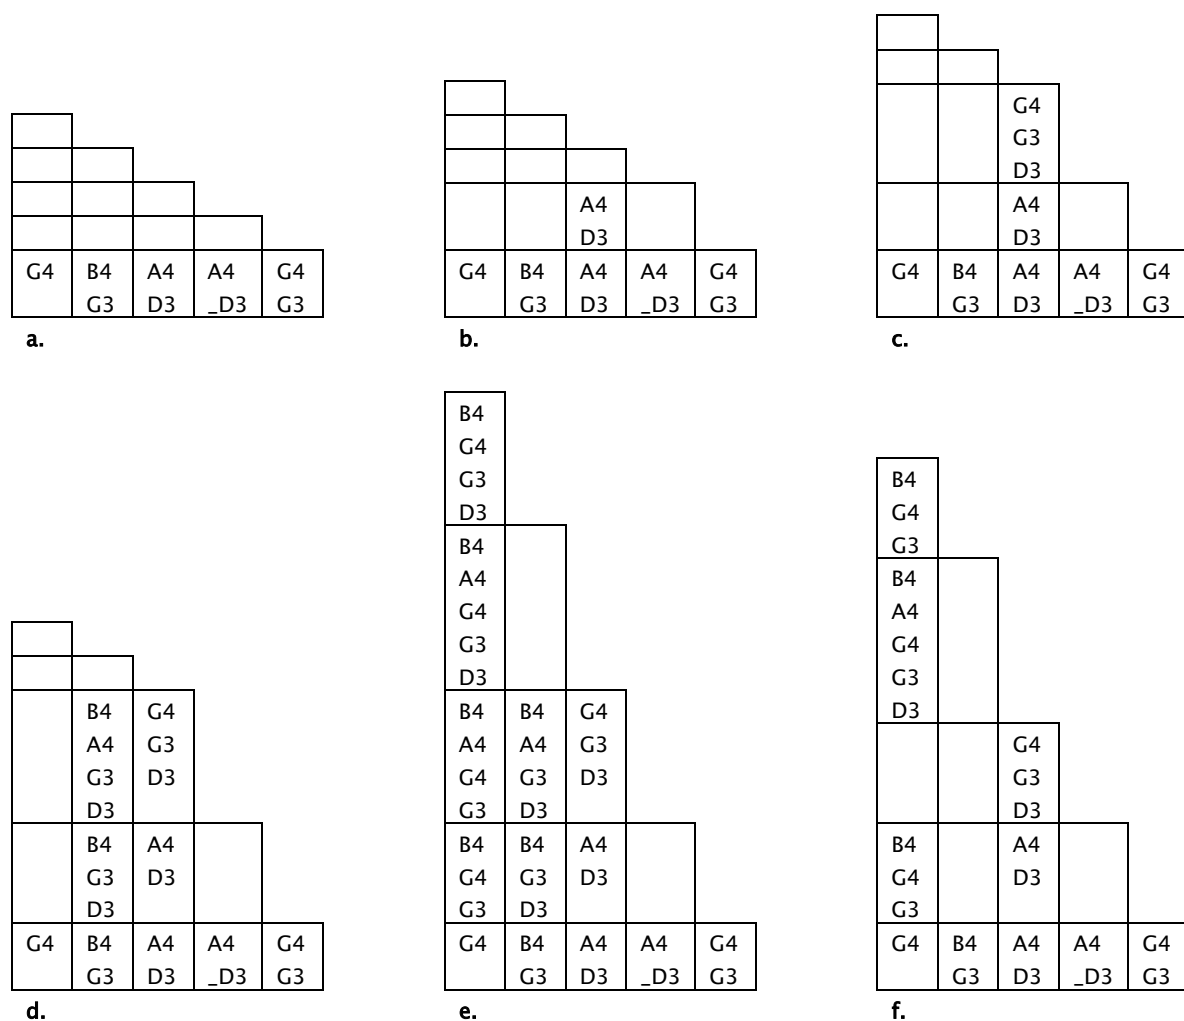 G4 B4 A4 A4 G4
G3 D3 _D3 G3
a.
A4
D3
G4 B4 A4 A4 G4
G3 D3 _D3 G3
b.
G4
G3
D3
A4
D3
G4 B4 A4 A4 G4
G3 D3 _D3 G3
c.
B4 G4
A4 G3
G3 D3
D3
B4 A4
G3 D3
D3
G4 B4 A4 A4 G4
G3 D3 _D3 G3
d.
B4
G4
G3
D3
B4
A4
G4
G3
D3
B4 B4 G4
A4 A4 G3
G4 G3 D3
G3 D3
B4 B4 A4
G4 G3 D3
G3 D3
G4 B4 A4 A4 G4
G3 D3 _D3 G3
e.
B4
G4
G3
B4
A4
G4
G3
D3
G4
G3
D3
B4 A4
G4 D3
G3
G4 B4 A4 A4 G4
G3 D3 _D3 G3
f.